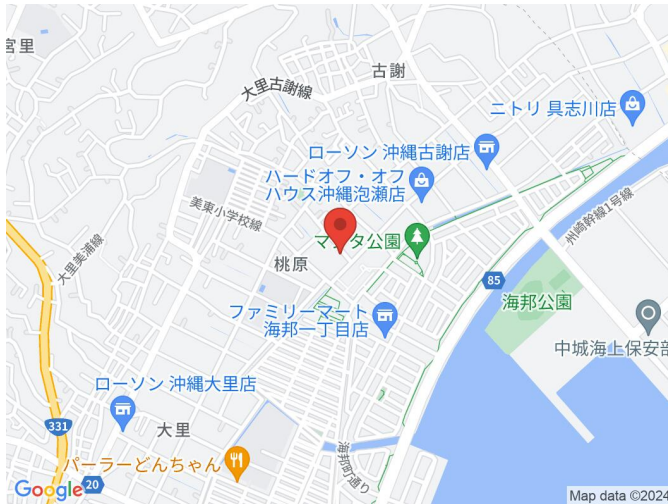 宮里
古謝
大里古謝線
ニトリ 具志川店
ローソン 沖縄古謝店
ハードオフ・オフ
ハウス沖縄泡瀬店
美東小学校線
州崎幹線1号線
大里美浦線
桃原
85
海邦公園
ファミリーマート
海邦一丁目店
中城海上保安部
ローソン 沖縄大里店
331
大里
海邦町通り
パーラーどんちゃん
20
Google
Map data ©2024